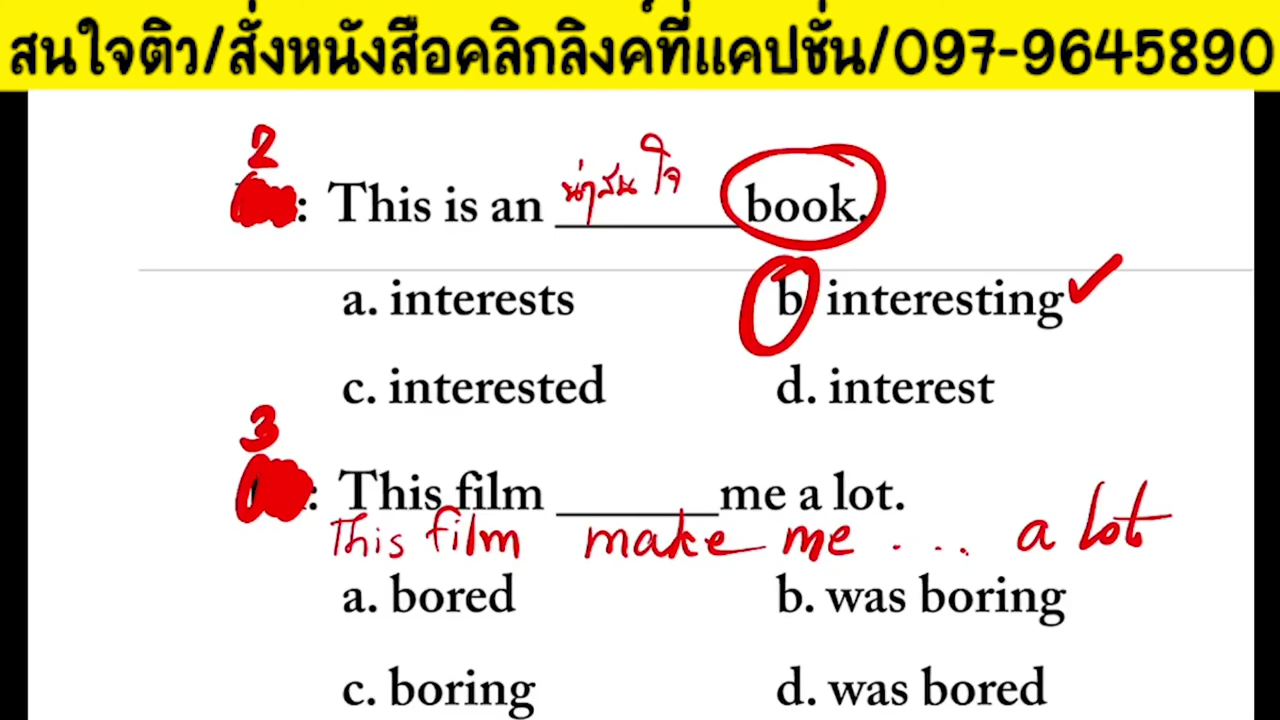 สนใจติว/สั่งหนังสือคลิกลิงค์ที่แคปชั่น/097-9645890
2
น่าสนใจ
: This is an ________ book.
a. interests b. interesting
c. interested d. interest
3
: This film ________ me a lot.
This film make me ... a lot
a. bored b. was boring
c. boring d. was bored